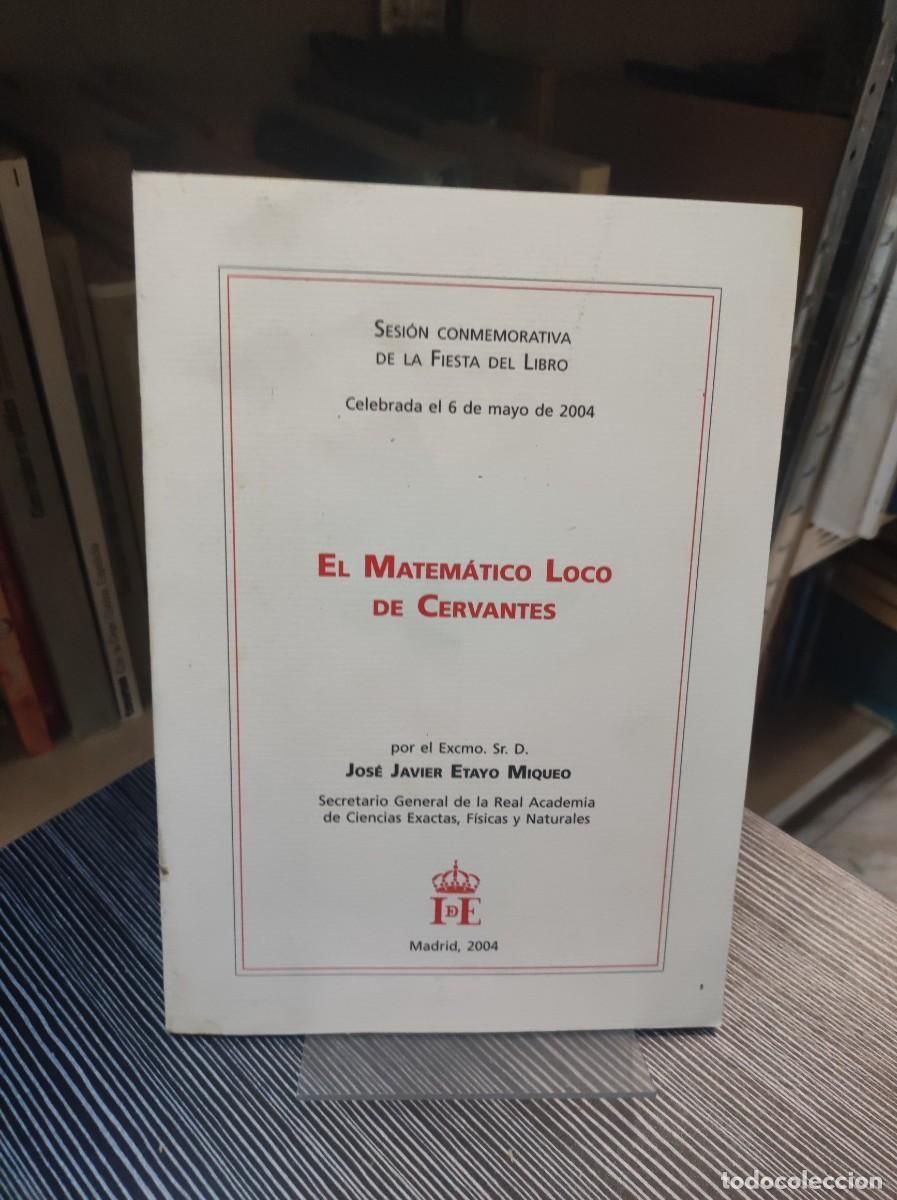 SESIÓN CONMEMORATIVA
DE LA FIESTA DEL LIBRO
Celebrada el 6 de mayo de 2004
EL MATEMÁTICO LOCO
DE CERVANTES
por el Excmo. Sr. D.
JOSÉ JAVIER ETAYO MIQUEO
Secretario General de la Real Academia
de Ciencias Exactas, Físicas y Naturales
IDE
Madrid, 2004
todocoleccion